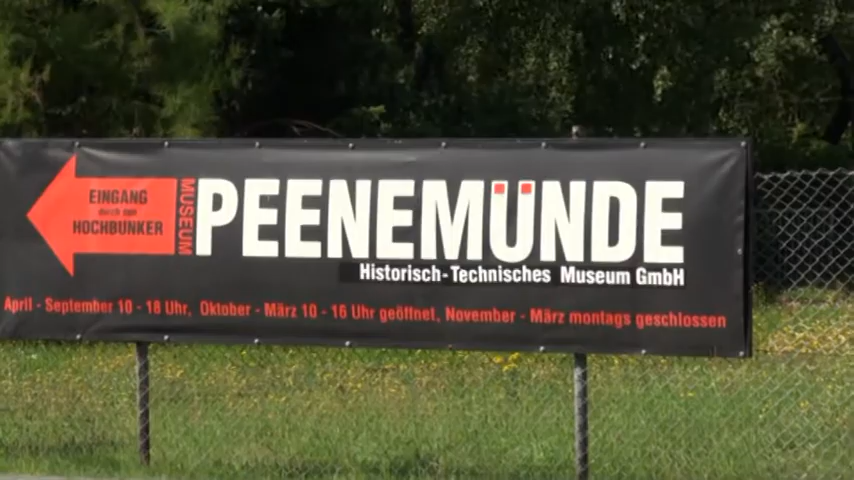 EINGANG
durch den
HOCHBUNKER
MUSEUM
PEENEMÜNDE
Historisch-Technisches Museum GmbH
April - September 10 - 18 Uhr, Oktober - März 10 - 16 Uhr geöffnet, November - März montags geschlossen